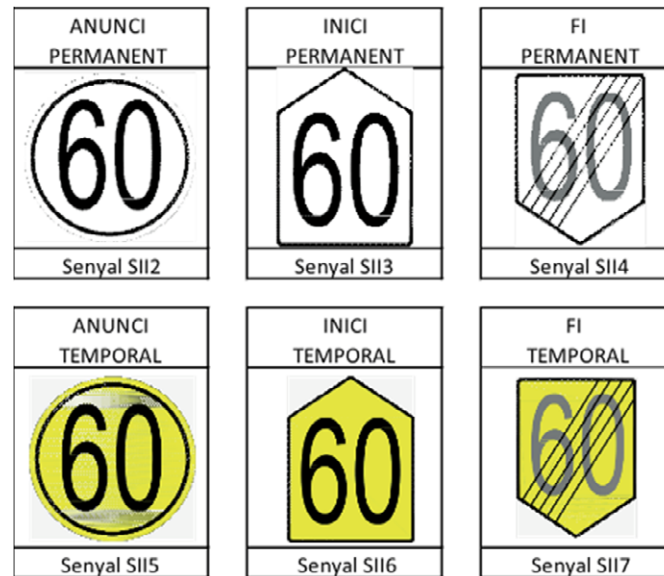 ANUNCI
PERMANENT
60
Senyal SII2
INICI
PERMANENT
60
Senyal SII3
FI
PERMANENT
60
Senyal SII4
ANUNCI
TEMPORAL
60
Senyal SII5
INICI
TEMPORAL
60
Senyal SII6
FI
TEMPORAL
60
Senyal SII7